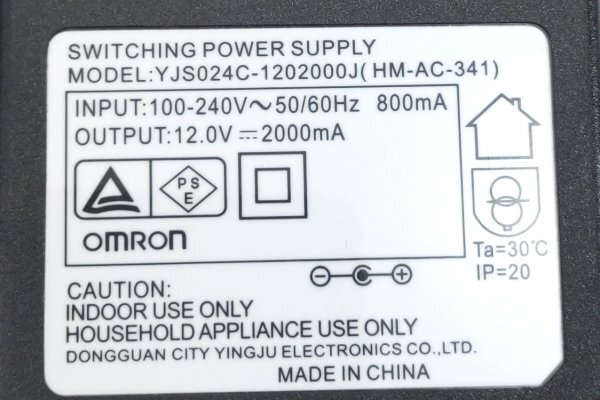 SWITCHING POWER SUPPLY
MODEL:YJS024C-1202000J( HM-AC-341)
INPUT:100-240V～50/60Hz 800mA
OUTPUT:12.0V ⎓ 2000mA
PS
E
OMRON
Ta=30℃
IP=20
CAUTION:
INDOOR USE ONLY
HOUSEHOLD APPLIANCE USE ONLY
DONGGUAN CITY YINGJU ELECTRONICS CO.,LTD.
MADE IN CHINA